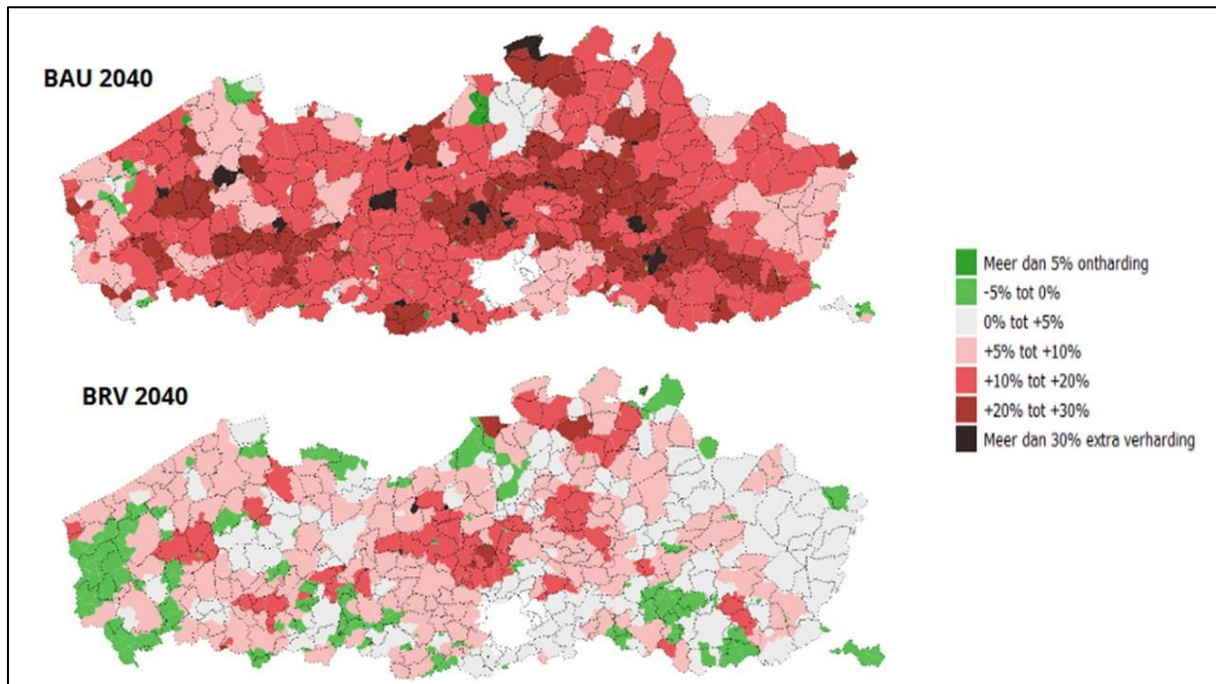 BAU 2040
BRV 2040
Meer dan 5% ontharding
-5% tot 0%
0% tot +5%
+5% tot +10%
+10% tot +20%
+20% tot +30%
Meer dan 30% extra verharding